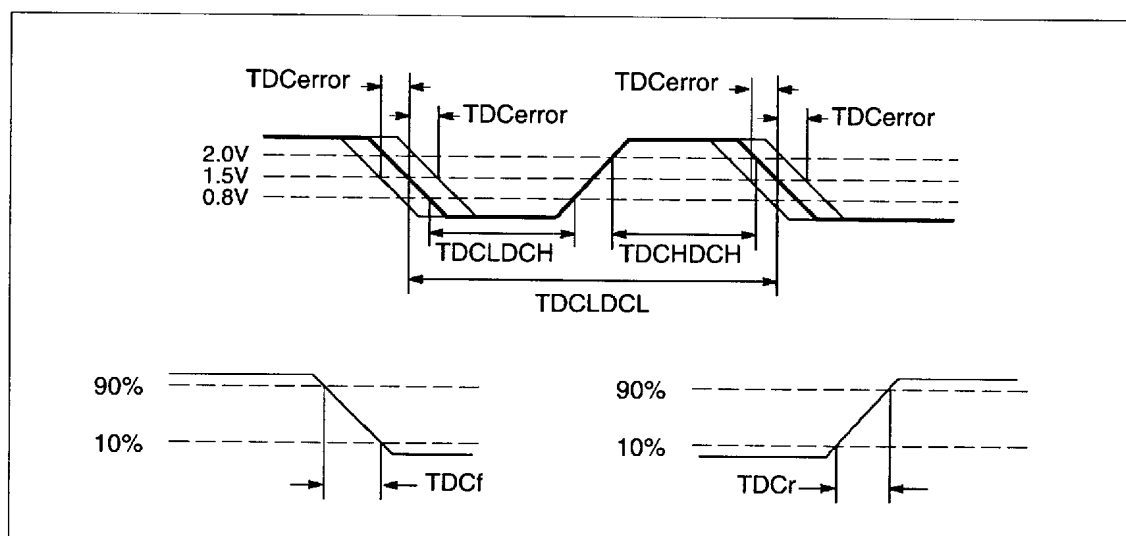 TDCerror
TDCerror
TDCerror
TDCerror
2.0V
1.5V
0.8V
TDCLDCH
TDCHDCH
TDCLDCL
90%
10%
TDCf
90%
10%
TDCr